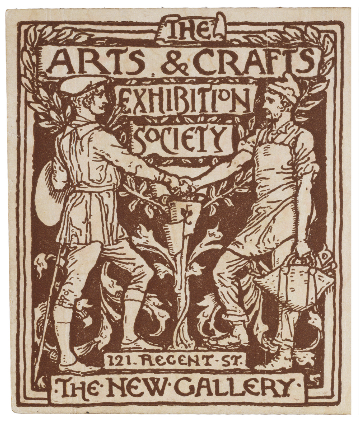 THE
ARTS & CRAFTS
EXHIBITION
SOCIETY
121. REGENT. ST.
·THE·NEW·GALLERY·